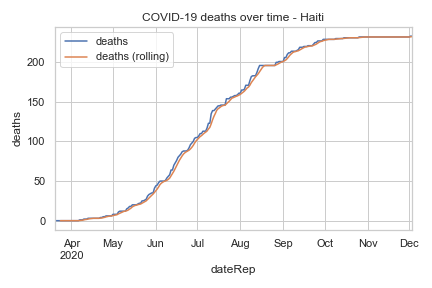 COVID-19 deaths over time - Haiti
deaths
deaths (rolling)
200
150
100
50
0
deaths
Apr May Jun Jul Aug Sep Oct Nov Dec
2020
dateRep